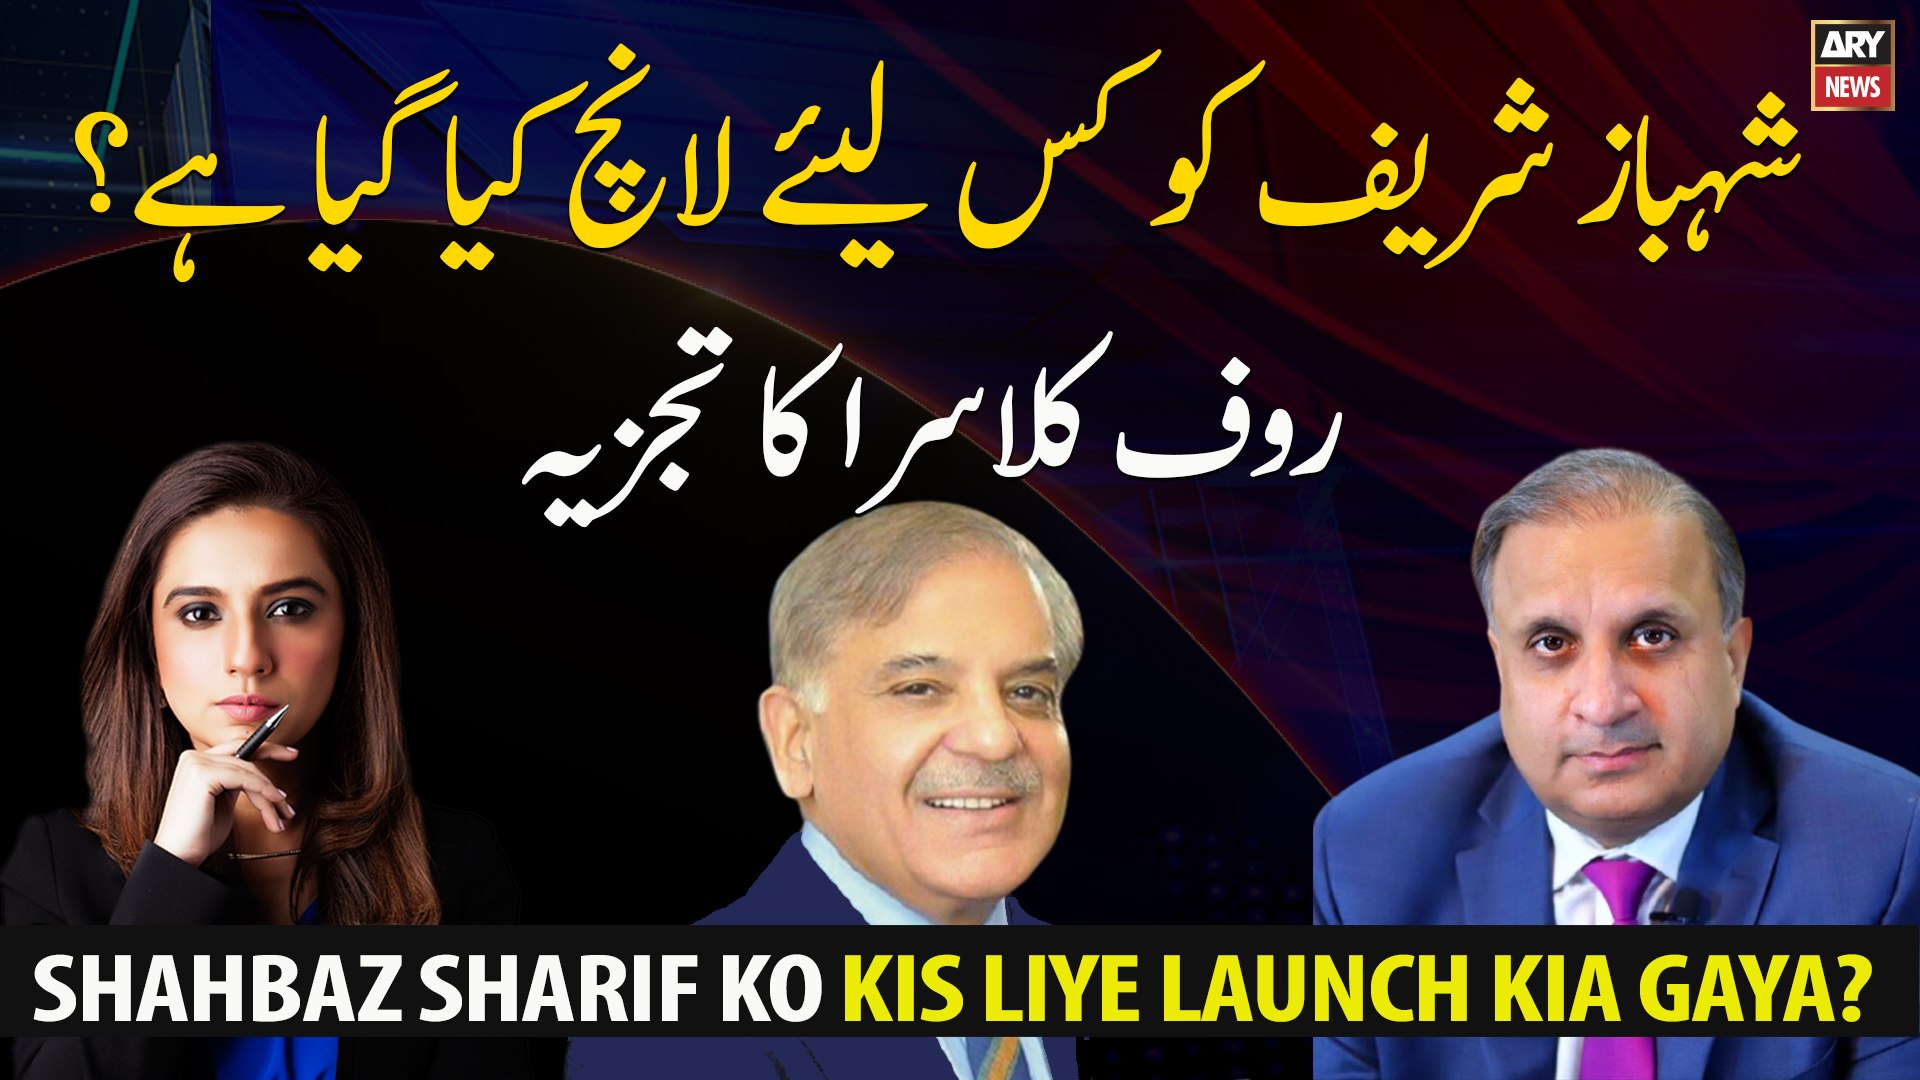 ARY
NEWS
شہباز شریف کو کس لیئے لانچ کیا گیا ہے؟
روف کلاسرا کا تجزیہ
SHAHBAZ SHARIF KO KIS LIYE LAUNCH KIA GAYA?